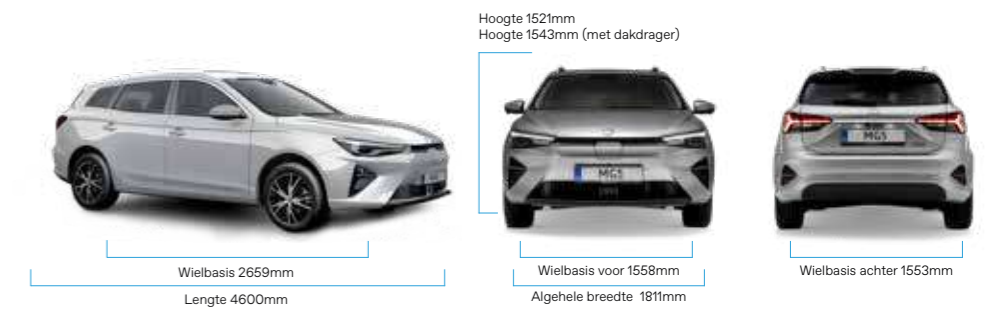 Hoogte 1521mm
Hoogte 1543mm (met dakdrager)
MG5
MG5
Wielbasis 2659mm
Wielbasis voor 1558mm
Wielbasis achter 1553mm
Lengte 4600mm
Algehele breedte 1811mm